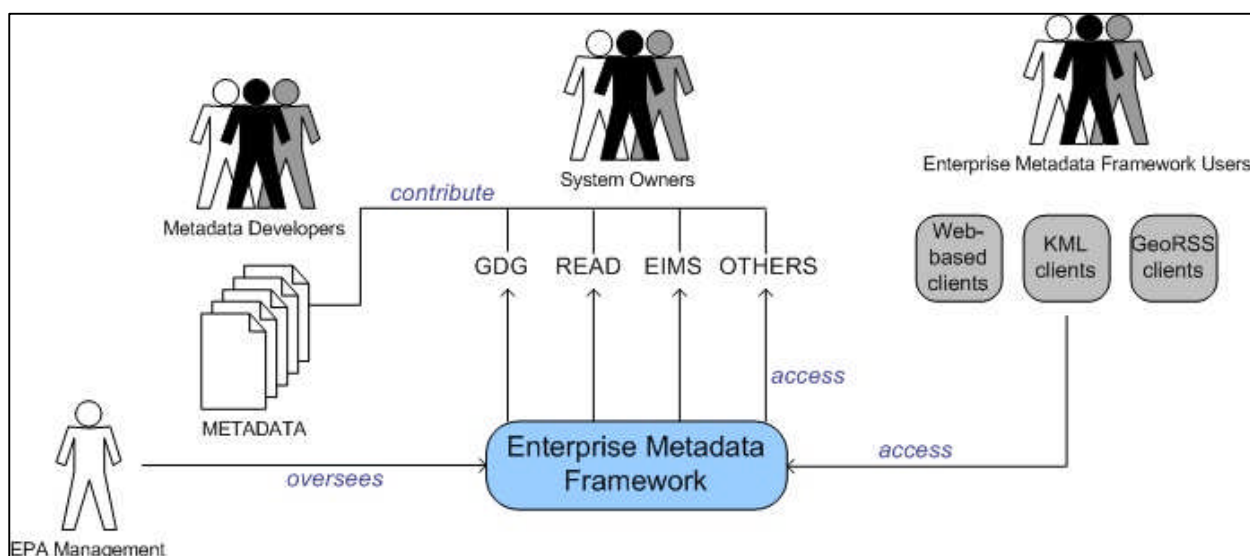 System Owners
Enterprise Metadata Framework Users
contribute
Metadata Developers
Web-
based
clients
KML
clients
GeoRSS
clients
GDG READ EIMS OTHERS
access
METADATA
Enterprise Metadata
Framework
oversees
access
EPA Management